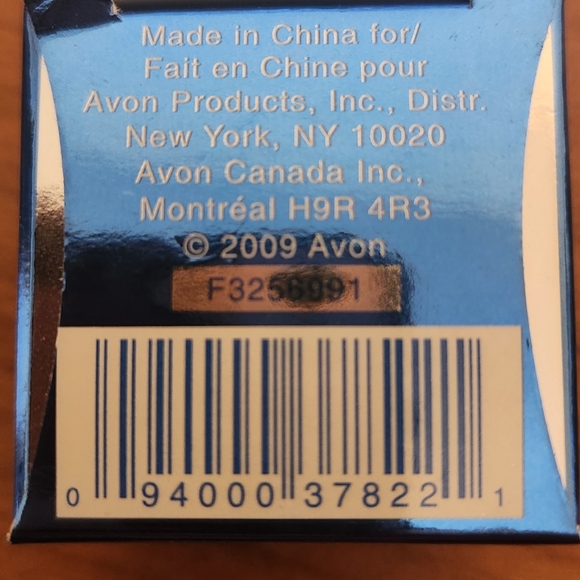 Made in China for/
Fait en Chine pour
Avon Products, Inc., Distr.
New York, NY 10020
Avon Canada Inc.,
Montréal H9R 4R3
© 2009 Avon
F3256991
0 94000 37822 1